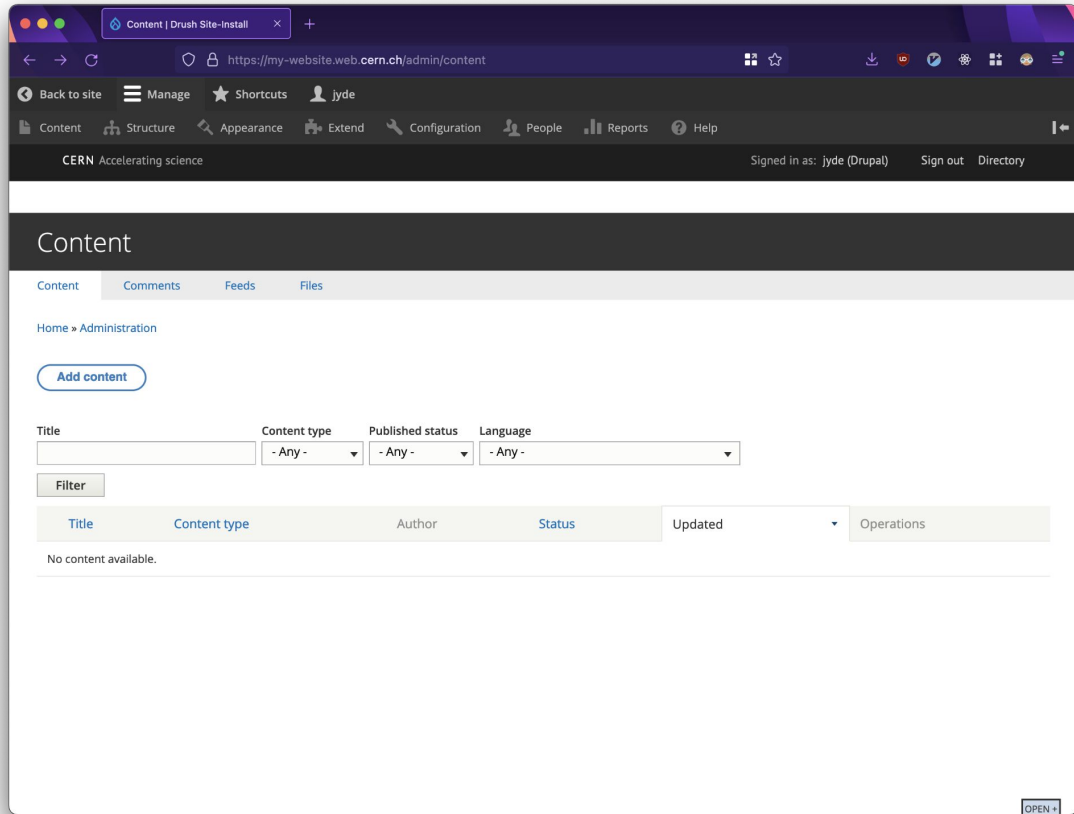 Content | Drush Site-Install
https://my-website.web.cern.ch/admin/content
Back to site Manage Shortcuts jyde
Content Structure Appearance Extend Configuration People Reports Help
CERN Accelerating science Signed in as: jyde (Drupal) Sign out Directory
Content
Content Comments Feeds Files
Home » Administration
Add content
Title Content type Published status Language
- Any - - Any - - Any -
Filter
Title Content type Author Status Updated Operations
No content available.
OPEN +